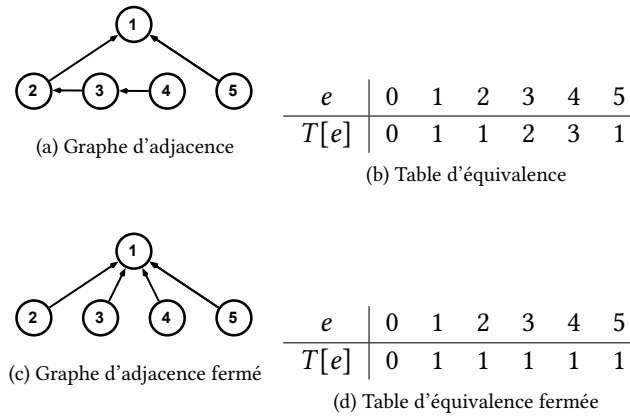 1
2 3 4 5
(a) Graphe d'adjacence
e 0 1 2 3 4 5
T[e] 0 1 1 2 3 1
(b) Table d'équivalence
1
2 3 4 5
(c) Graphe d'adjacence fermé
e 0 1 2 3 4 5
T[e] 0 1 1 1 1 1
(d) Table d'équivalence fermée